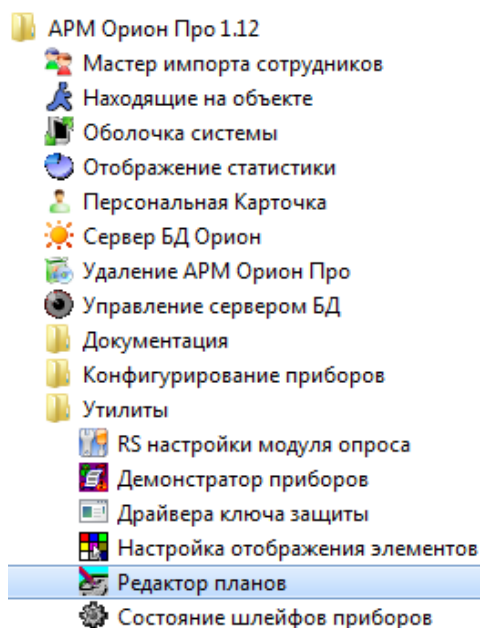 АРМ Орион Про 1.12
Мастер импорта сотрудников
Находящие на объекте
Оболочка системы
Отображение статистики
Персональная Карточка
Сервер БД Орион
Удаление АРМ Орион Про
Управление сервером БД
Документация
Конфигурирование приборов
Утилиты
RS настройки модуля опроса
Демонстратор приборов
Драйвера ключа защиты
Настройка отображения элементов
Редактор планов
Состояние шлейфов приборов